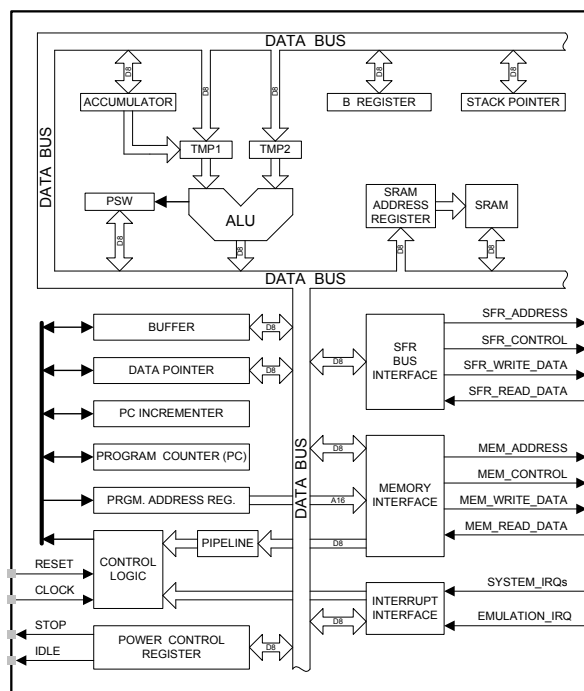 DATA BUS
D8
D8
D8
D8
D8
ACCUMULATOR
B REGISTER
STACK POINTER
DATA BUS
TMP1
TMP2
PSW
ALU
SRAM
ADDRESS
REGISTER
SRAM
D8
D8
D8
D8
DATA BUS
BUFFER
D8
DATA POINTER
D8
PC INCREMENTER
PROGRAM COUNTER (PC)
PRGM. ADDRESS REG.
A16
CONTROL
LOGIC
PIPELINE
D8
RESET
CLOCK
STOP
IDLE
POWER CONTROL
REGISTER
D8
DATA BUS
D8
SFR
BUS
INTERFACE
SFR_ADDRESS
SFR_CONTROL
SFR_WRITE_DATA
SFR_READ_DATA
D8
MEMORY
INTERFACE
MEM_ADDRESS
MEM_CONTROL
MEM_WRITE_DATA
MEM_READ_DATA
INTERRUPT
INTERFACE
D8
SYSTEM_IRQs
EMULATION_IRQ